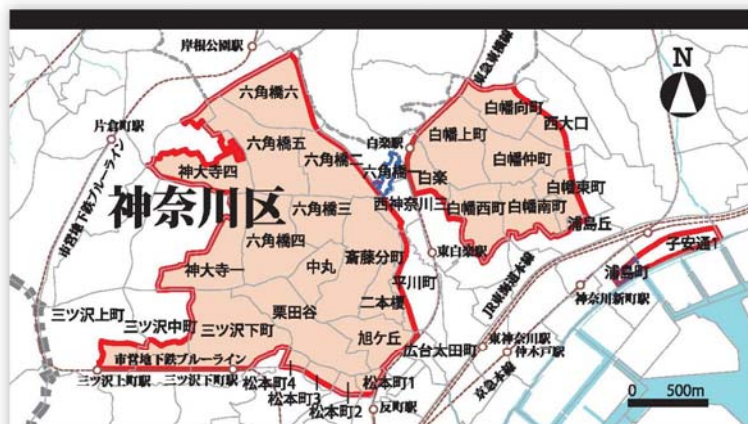 岸根公園駅
東急東横線
N
六角橋六
片倉町駅
白幡向町
西大口
六角橋五
白楽駅
白幡上町
六角橋二
白幡仲町
神大寺四
六角橋一
白楽
市営地下鉄ブルーライン
神奈川区
白幡東町
西神奈川三
六角橋三
白幡西町
白幡南町
浦島丘
六角橋四
斎藤分町
東白楽駅
子安通1
神大寺一
中丸
JR東海道本線
浦島町
平川町
神奈川新町駅
栗田谷
二本榎
三ツ沢上町
三ツ沢中町
三ツ沢下町
旭ケ丘
広台太田町
東神奈川駅
仲木戸駅
市営地下鉄ブルーライン
京急本線
三ツ沢上町駅
三ツ沢下町駅
松本町4
松本町1
松本町3
松本町2
反町駅
0 500m